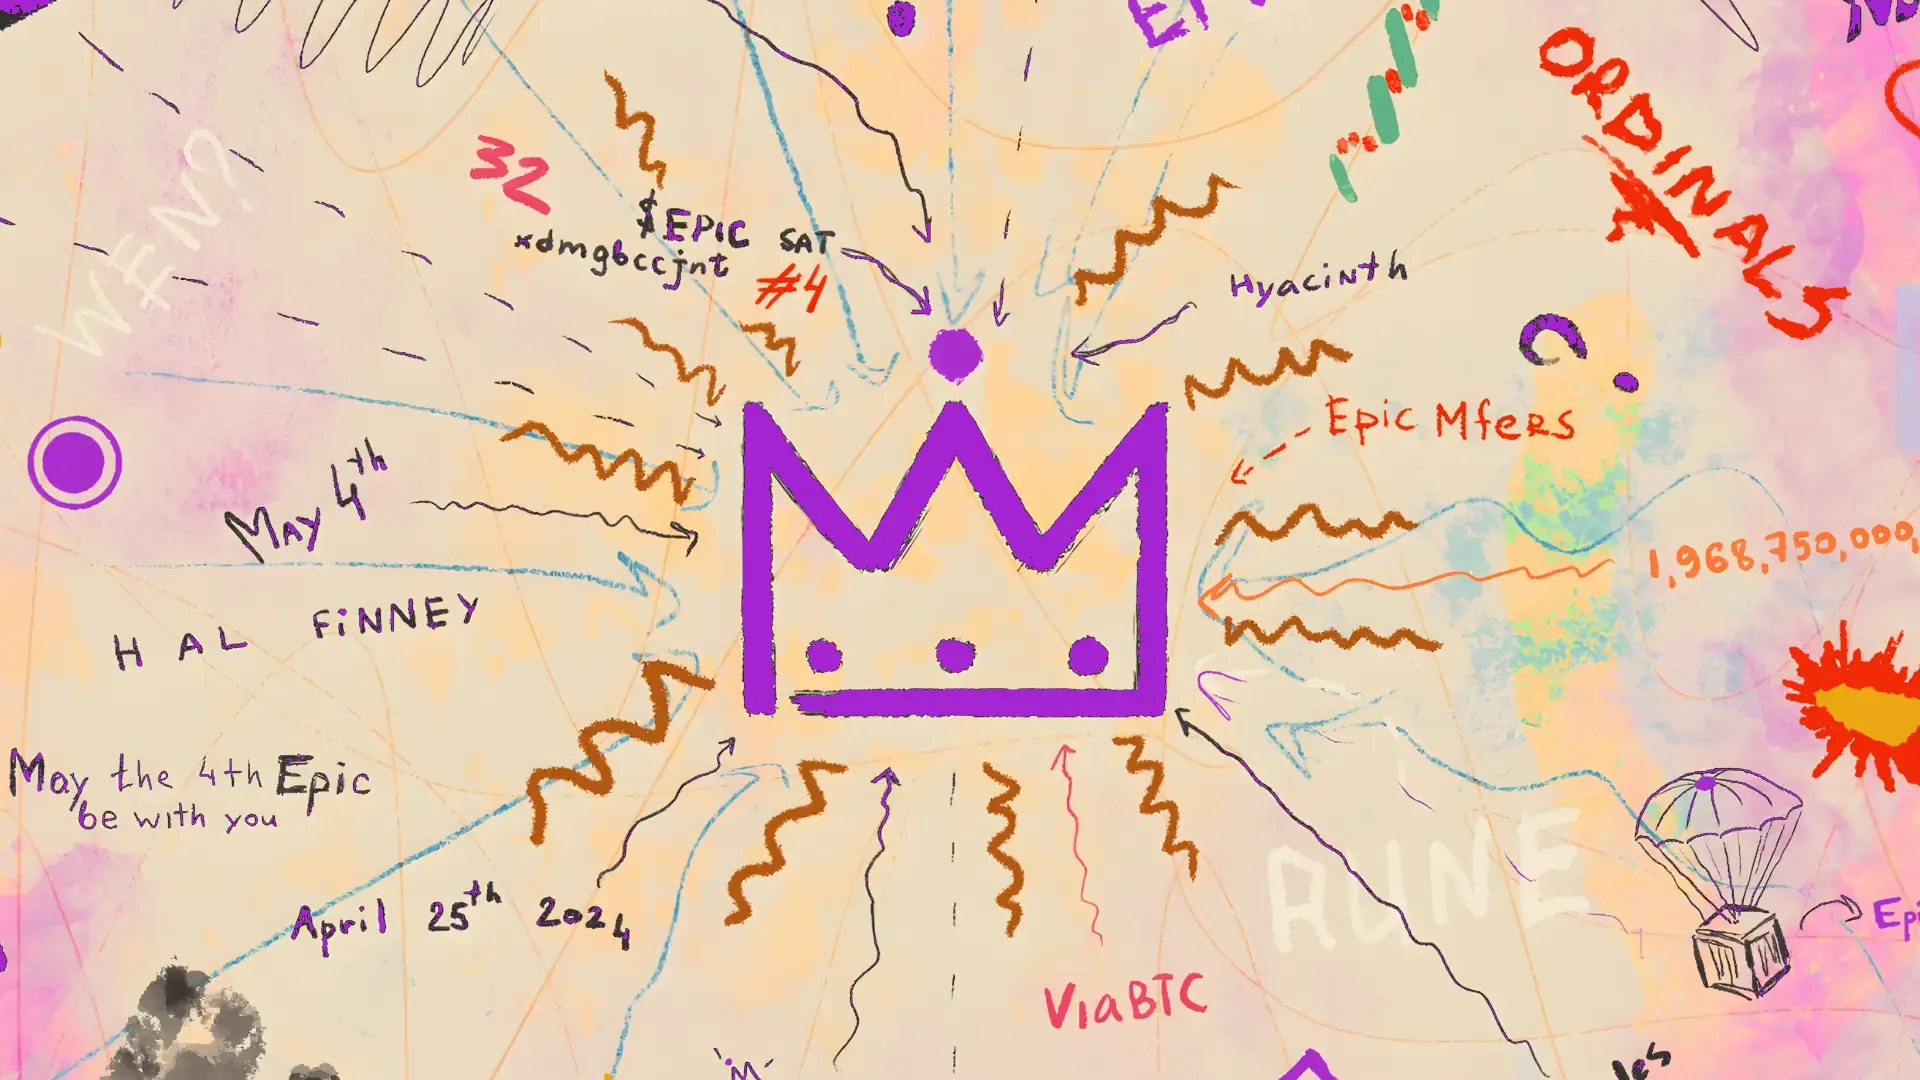 ORDINALS
32
WEN?
$EPIC SAT
xdmgbccjnt
#4
Hyacinth
Epic Mfers
May 4th
1,968,750,000,
HAL FiNNEY
May the 4th Epic
be with you
RUNE
April 25th 2024
Epi
ViaBTC